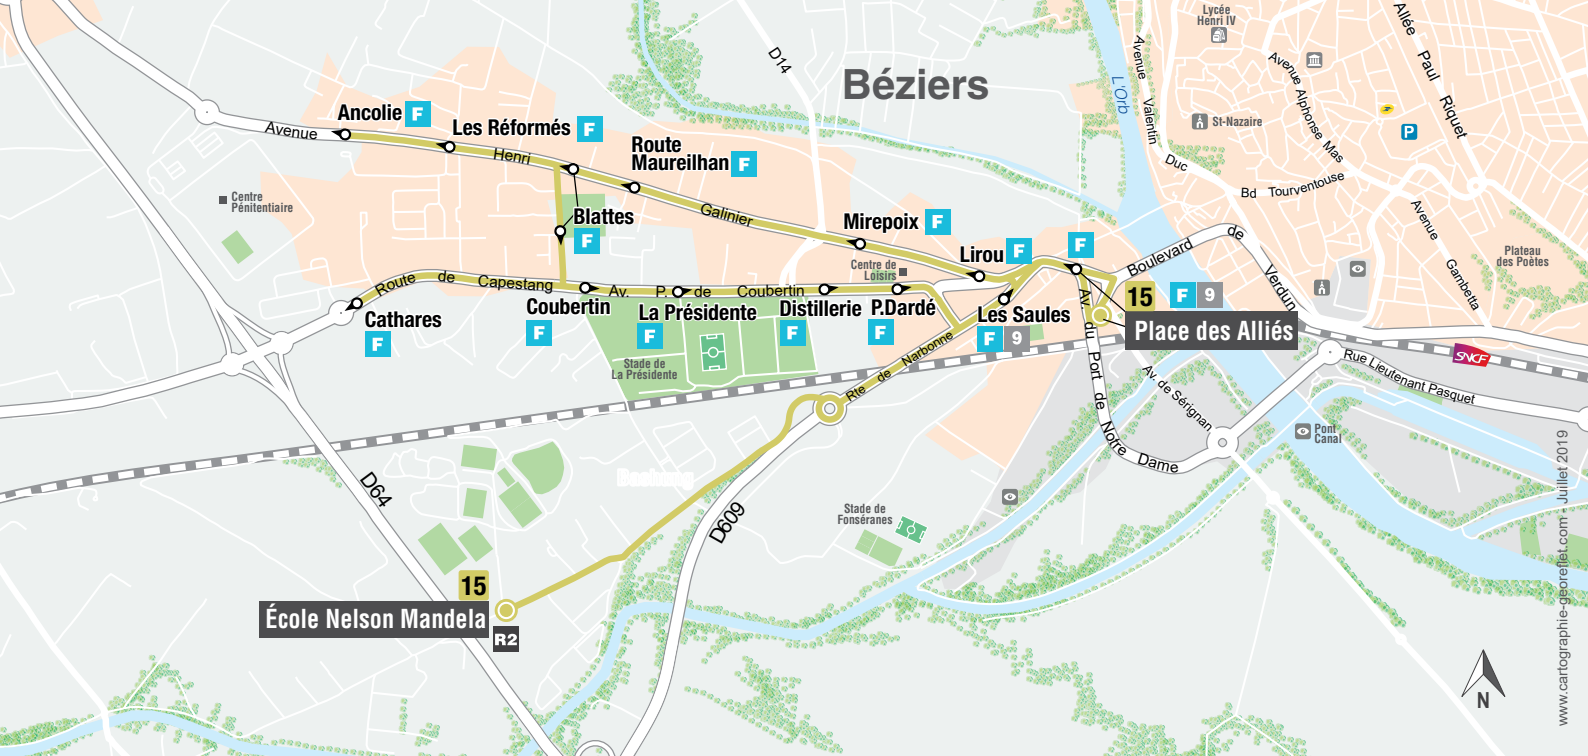 Lycée
Henri IV
Avenue Valentin
Duc
L'Orb
D14
Béziers
Allée Paul Riquet
Avenue Alphonse Mas
P
St-Nazaire
Bd Tourventouse
Avenue Gambetta
Plateau
des Poètes
Ancolie F
Les Réformés F
Route
Maureilhan F
Avenue Henri Galinier
Centre
Pénitentiaire
Blattes
F
Mirepoix F
Centre de
Loisirs
Lirou F
F
Boulevard de Verdun
Route de Capestang
Av. P. de Coubertin
Cathares
F
Coubertin
F
La Présidente
F
Distillerie
F
P.Dardé
F
Les Saules
F 9
15 F 9
Place des Alliés
Stade de
La Présidente
Rte de Narbonne
Av. du Port de Notre Dame
Av. de Sérignan
SNCF
Rue Lieutenant Pasquet
Pont
Canal
D64
D609
Stade de
Fonséranes
15
École Nelson Mandela
R2
N
www.cartographie-georeflet.com - Juillet 2019